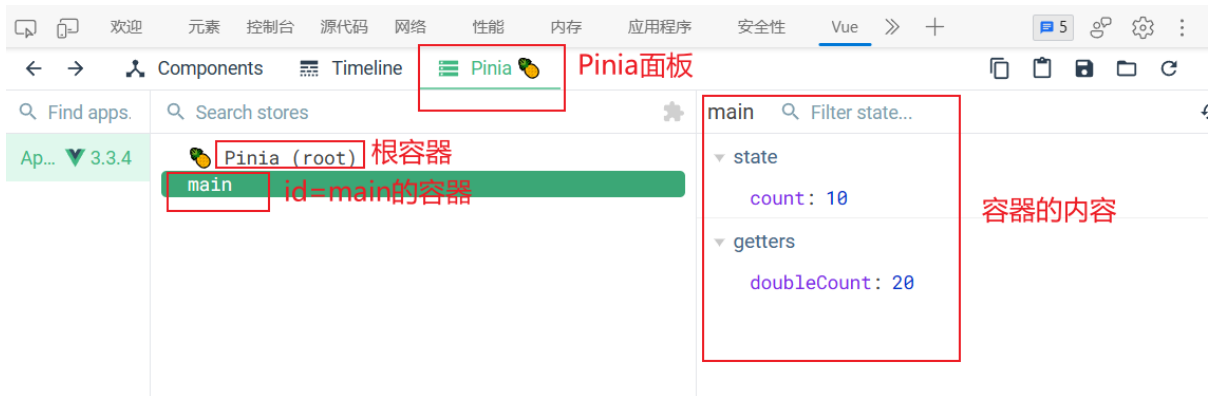 欢迎 元素 控制台 源代码 网络 性能 内存 应用程序 安全性 Vue 5
Components Timeline Pinia Pinia面板
Find apps. Search stores main Filter state...
Ap... 3.3.4 Pinia (root) 根容器 state
main id=main的容器 count: 10 容器的内容
getters
doubleCount: 20